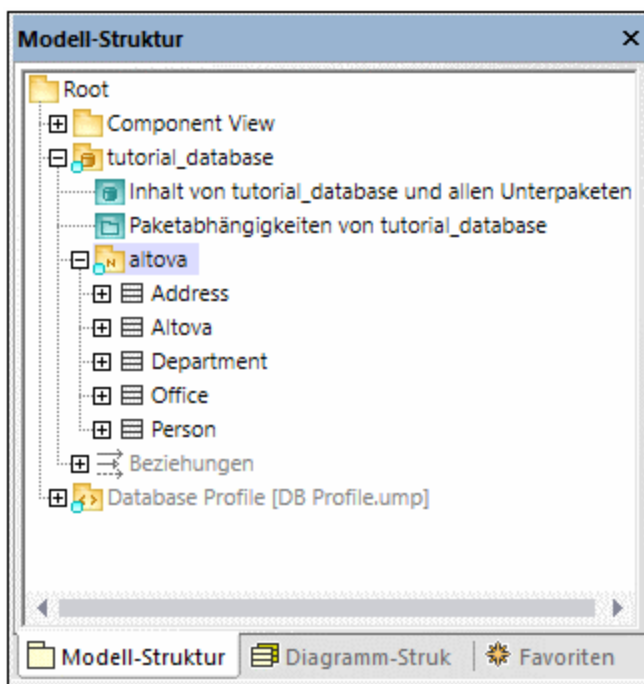 Modell-Struktur
Root
Component View
tutorial_database
Inhalt von tutorial_database und allen Unterpaketen
Paketabhängigkeiten von tutorial_database
altova
Address
Altova
Department
Office
Person
Beziehungen
Database Profile [DB Profile.ump]
Modell-Struktur Diagramm-Struk Favoriten